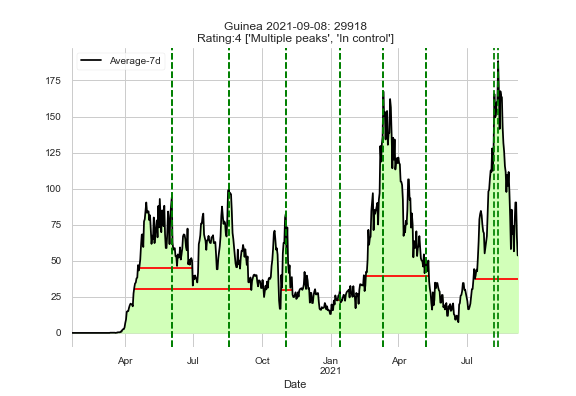 Guinea 2021-09-08: 29918
Rating:4 ['Multiple peaks', 'In control']
Average-7d
175
150
125
100
75
50
25
0
Apr
Jul
Oct
Jan
2021
Apr
Jul
Date